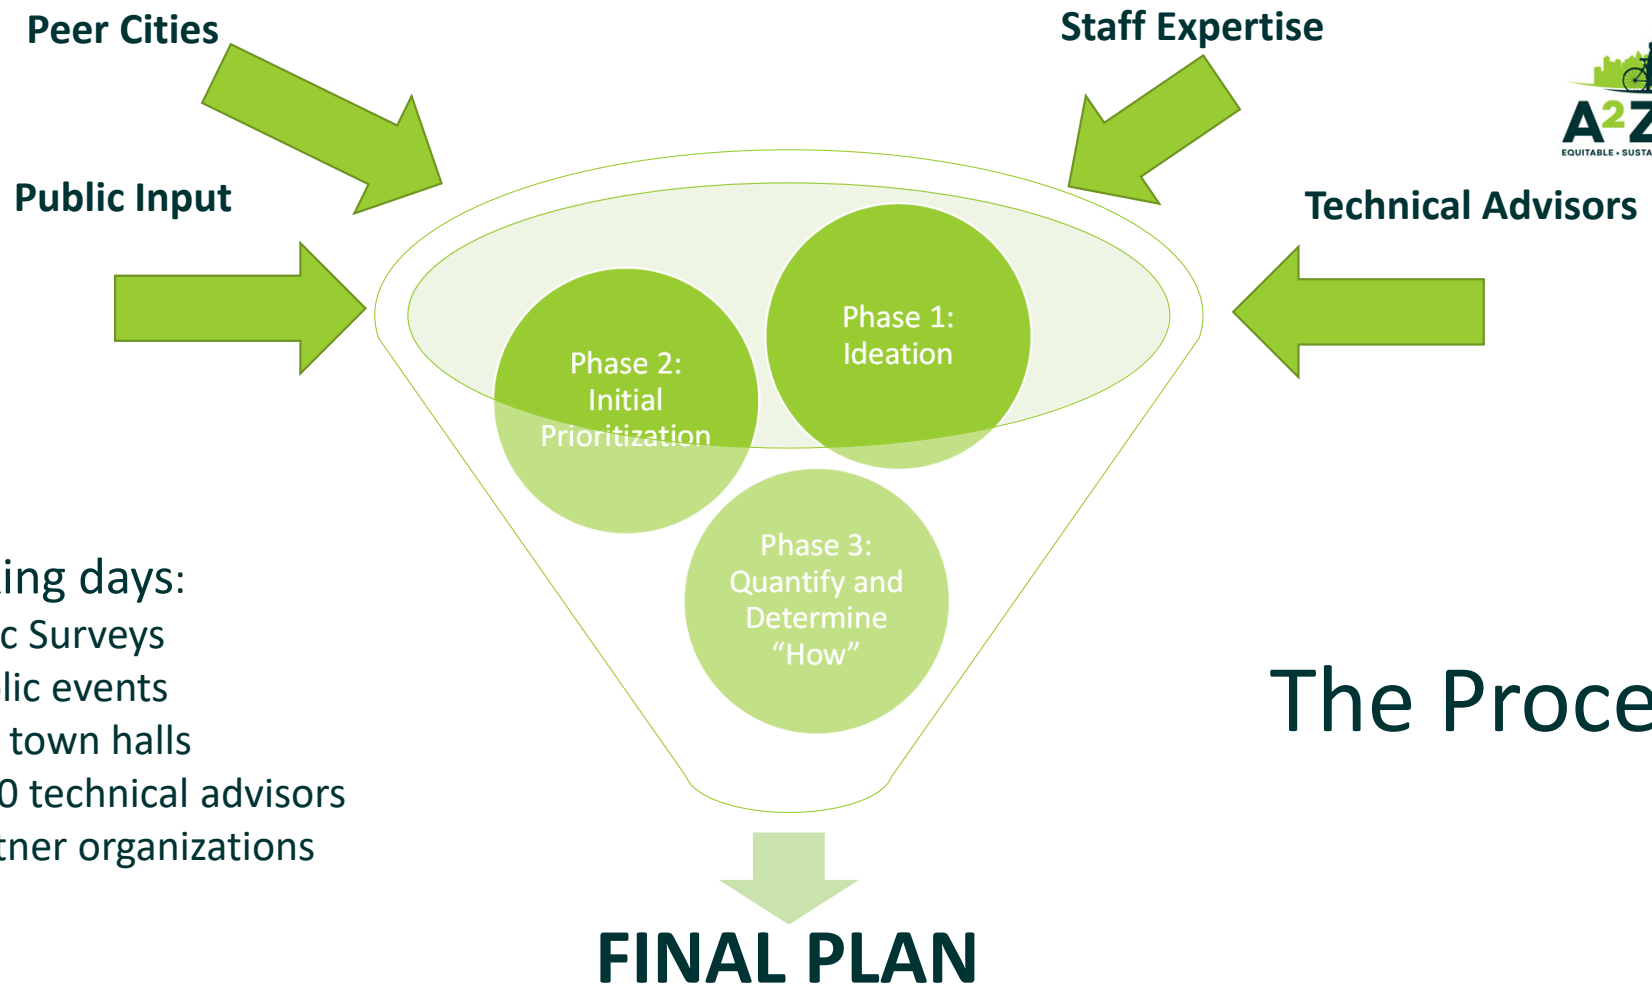 Peer Cities
Staff Expertise
A²Z
EQUITABLE • SUSTA
Public Input
Technical Advisors
Phase 1:
Ideation
Phase 2:
Initial
Prioritization
Phase 3:
Quantify and
Determine
“How”
ing days:
c Surveys
lic events
town halls
0 technical advisors
tner organizations
The Proce
FINAL PLAN